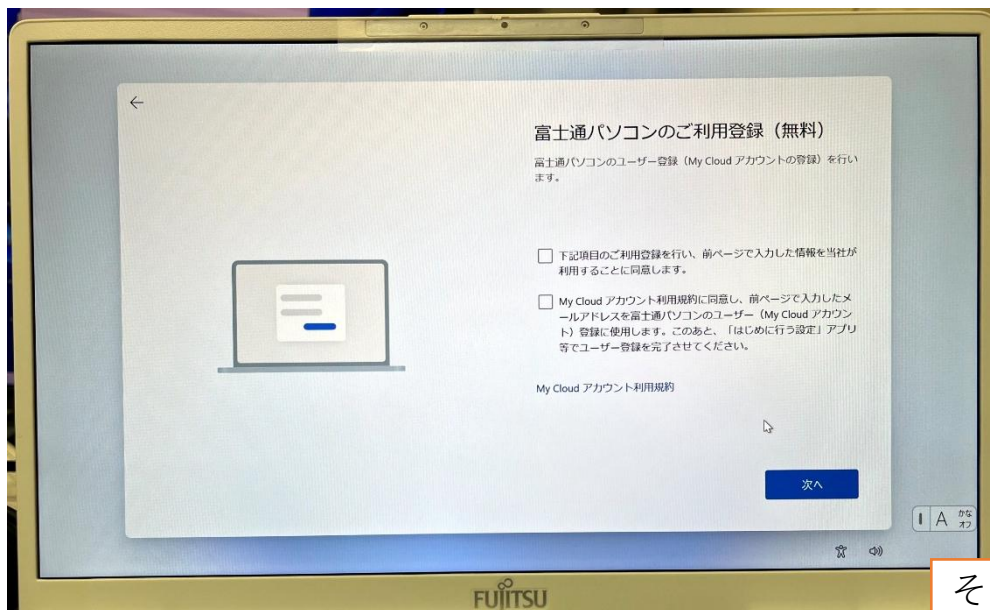 富士通パソコンのご利用登録（無料）
富士通パソコンのユーザー登録（My Cloud アカウントの登録）を行い
ます。
下記項目のご利用登録を行い、前ページで入力した情報を当社が
利用することに同意します。
My Cloud アカウント利用規約に同意し、前ページで入力したメ
ールアドレスを富士通パソコンのユーザー（My Cloud アカウン
ト）登録に使用します。このあと、「はじめに行う設定」アプリ
等でユーザー登録を完了させてください。
My Cloud アカウント利用規約
次へ
A かな
オフ
FUJITSU
そ